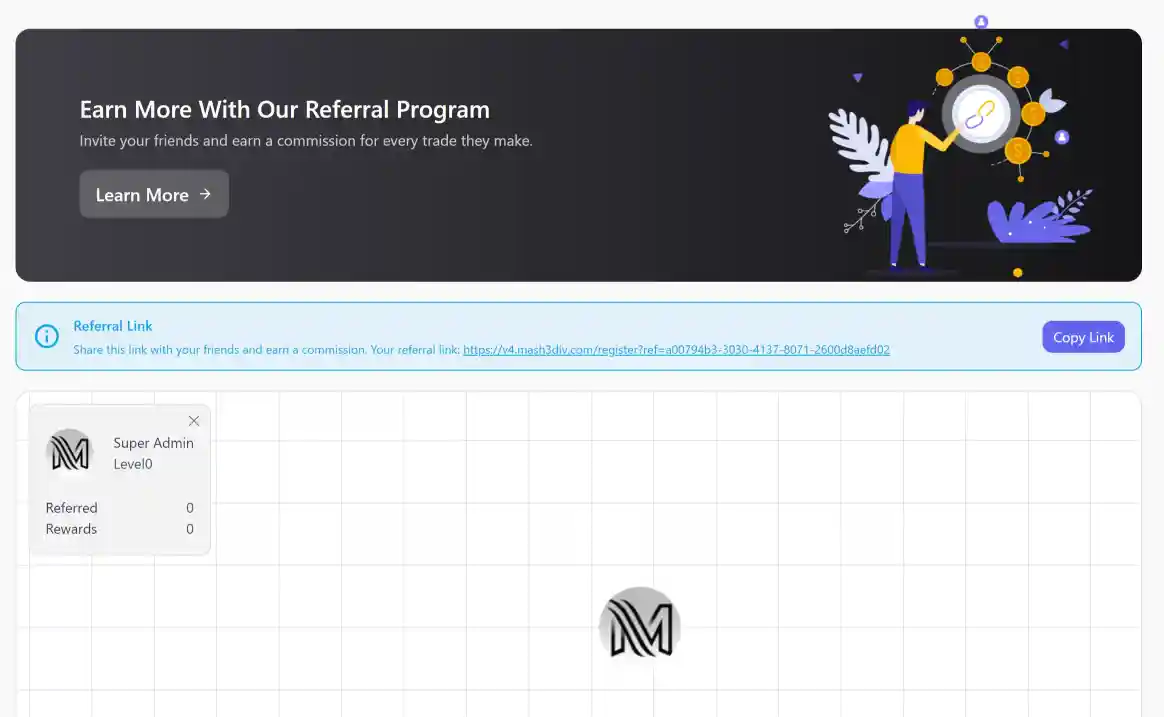 Earn More With Our Referral Program
Invite your friends and earn a commission for every trade they make.
Learn More →
Referral Link
Share this link with your friends and earn a commission. Your referral link: https://v4.mash3div.com/register?ref=a00794b3-3030-4137-8071-2600d8aefd02
Copy Link
Super Admin
Level0
Referred 0
Rewards 0